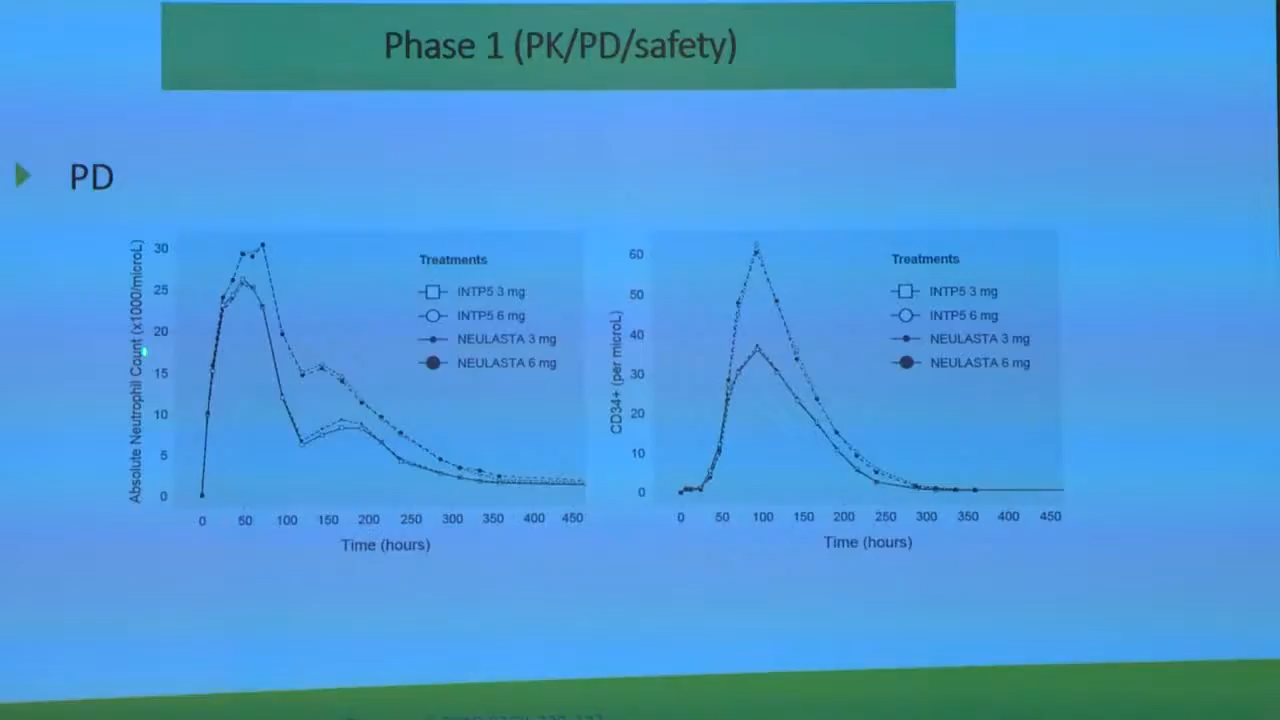 Phase 1 (PK/PD/safety)
PD
Absolute Neutrophil Count (x1000/microL)
30
25
20
15
10
5
0
Treatments
INTP5 3 mg
INTP5 6 mg
NEULASTA 3 mg
NEULASTA 6 mg
0 50 100 150 200 250 300 350 400 450
Time (hours)
CD34+ (per microL)
60
50
40
30
20
10
0
Treatments
INTP5 3 mg
INTP5 6 mg
NEULASTA 3 mg
NEULASTA 6 mg
0 50 100 150 200 250 300 350 400 450
Time (hours)